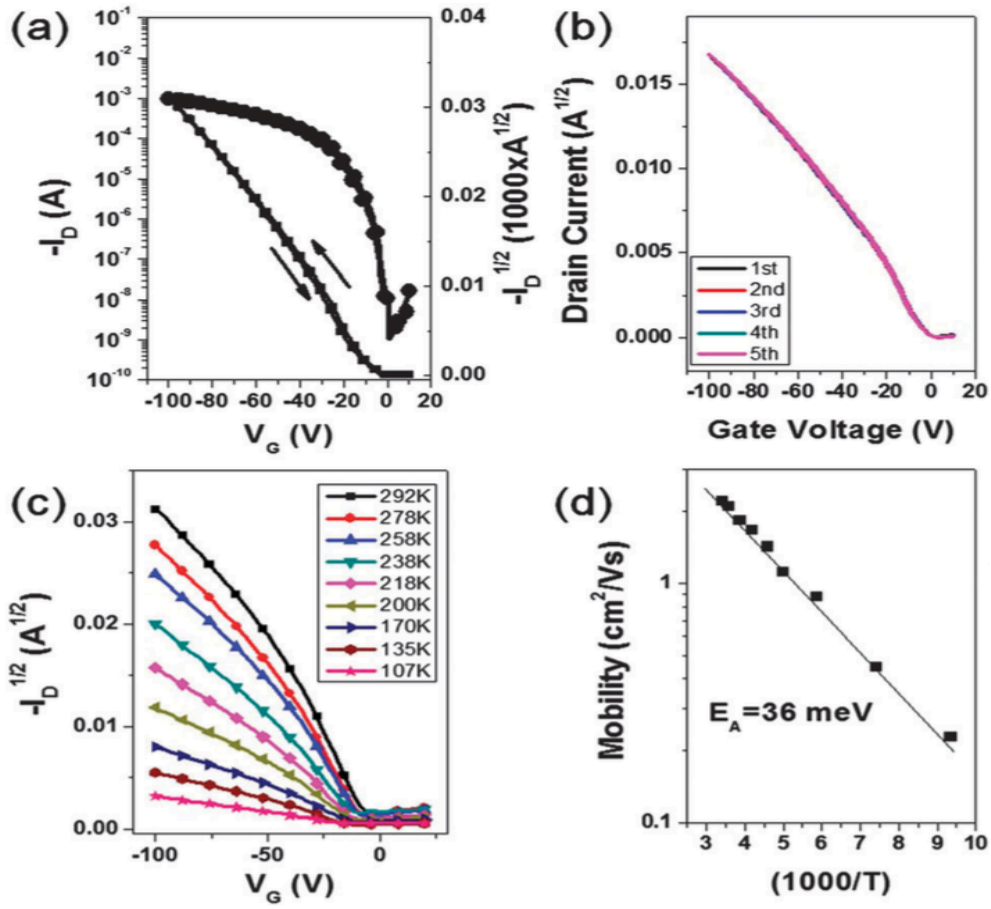 (a)
10⁻¹
10⁻²
10⁻³
10⁻⁴
10⁻⁵
10⁻⁶
10⁻⁷
10⁻⁸
10⁻⁹
10⁻¹⁰
-I_D (A)
0.04
0.03
0.02
0.01
0.00
-I_D^1/2 (1000xA^1/2)
-100 -80 -60 -40 -20 0 20
V_G (V)
(b)
Drain Current (A^1/2)
0.015
0.010
0.005
0.000
1st
2nd
3rd
4th
5th
-100 -80 -60 -40 -20 0 20
Gate Voltage (V)
(c)
-I_D^1/2 (A^1/2)
0.03
0.02
0.01
0.00
292K
278K
258K
238K
218K
200K
170K
135K
107K
-100 -50 0
V_G (V)
(d)
Mobility (cm²/Vs)
1
0.1
E_A=36 meV
3 4 5 6 7 8 9 10
(1000/T)